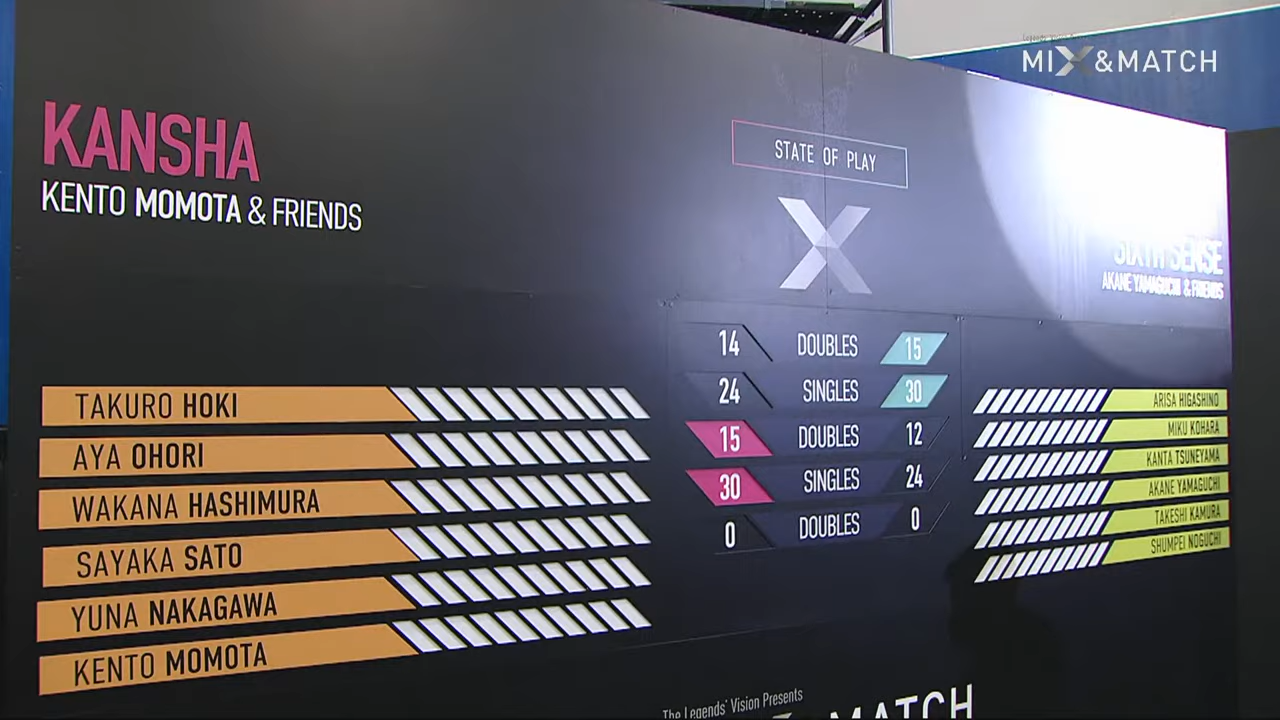 Legends' Vision
MIX&MATCH
KANSHA
KENTO MOMOTA & FRIENDS
STATE OF PLAY
X
SIXTH SENSE
AKANE YAMAGUCHI & FRIENDS
14 DOUBLES 15
24 SINGLES 30
15 DOUBLES 12
30 SINGLES 24
0 DOUBLES 0
TAKURO HOKI
AYA OHORI
WAKANA HASHIMURA
SAYAKA SATO
YUNA NAKAGAWA
KENTO MOMOTA
ARISA HIGASHINO
MIKU KOHARA
KANTA TSUNEYAMA
AKANE YAMAGUCHI
TAKESHI KAMURA
SHUMPEI NOGUCHI
The Legends' Vision Presents
MATCH